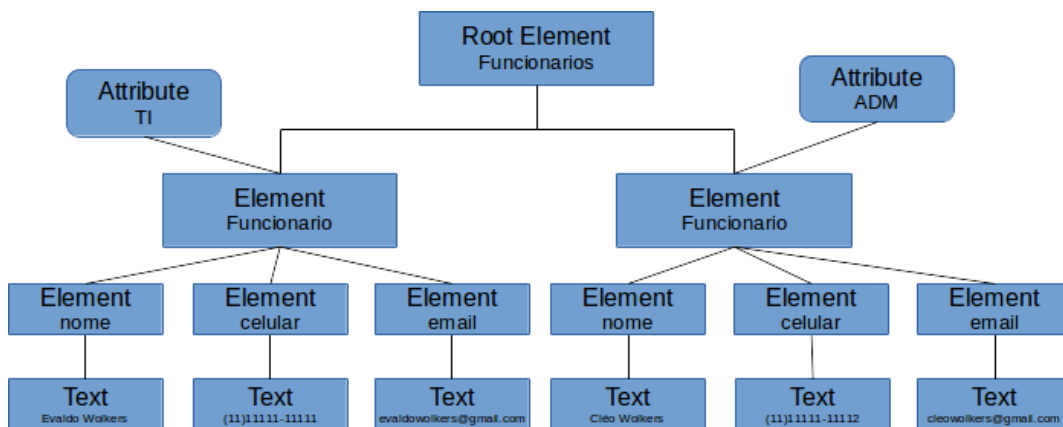 Root Element
Funcionarios
Attribute
TI
Attribute
ADM
Element
Funcionario
Element
Funcionario
Element
nome
Element
celular
Element
email
Element
nome
Element
celular
Element
email
Text
Evaldo Wolkers
Text
(11)11111-11111
Text
evaldowolkers@gmail.com
Text
Cléo Wolkers
Text
(11)11111-11112
Text
cleowolkers@gmail.com